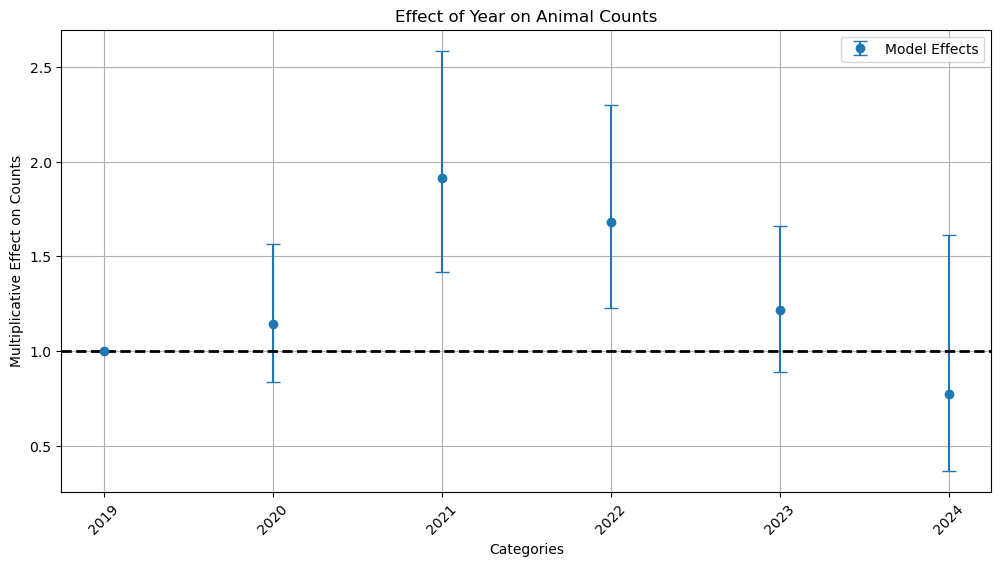 Effect of Year on Animal Counts
Model Effects
Multiplicative Effect on Counts
2.5
2.0
1.5
1.0
0.5
2019
2020
2021
2022
2023
2024
Categories